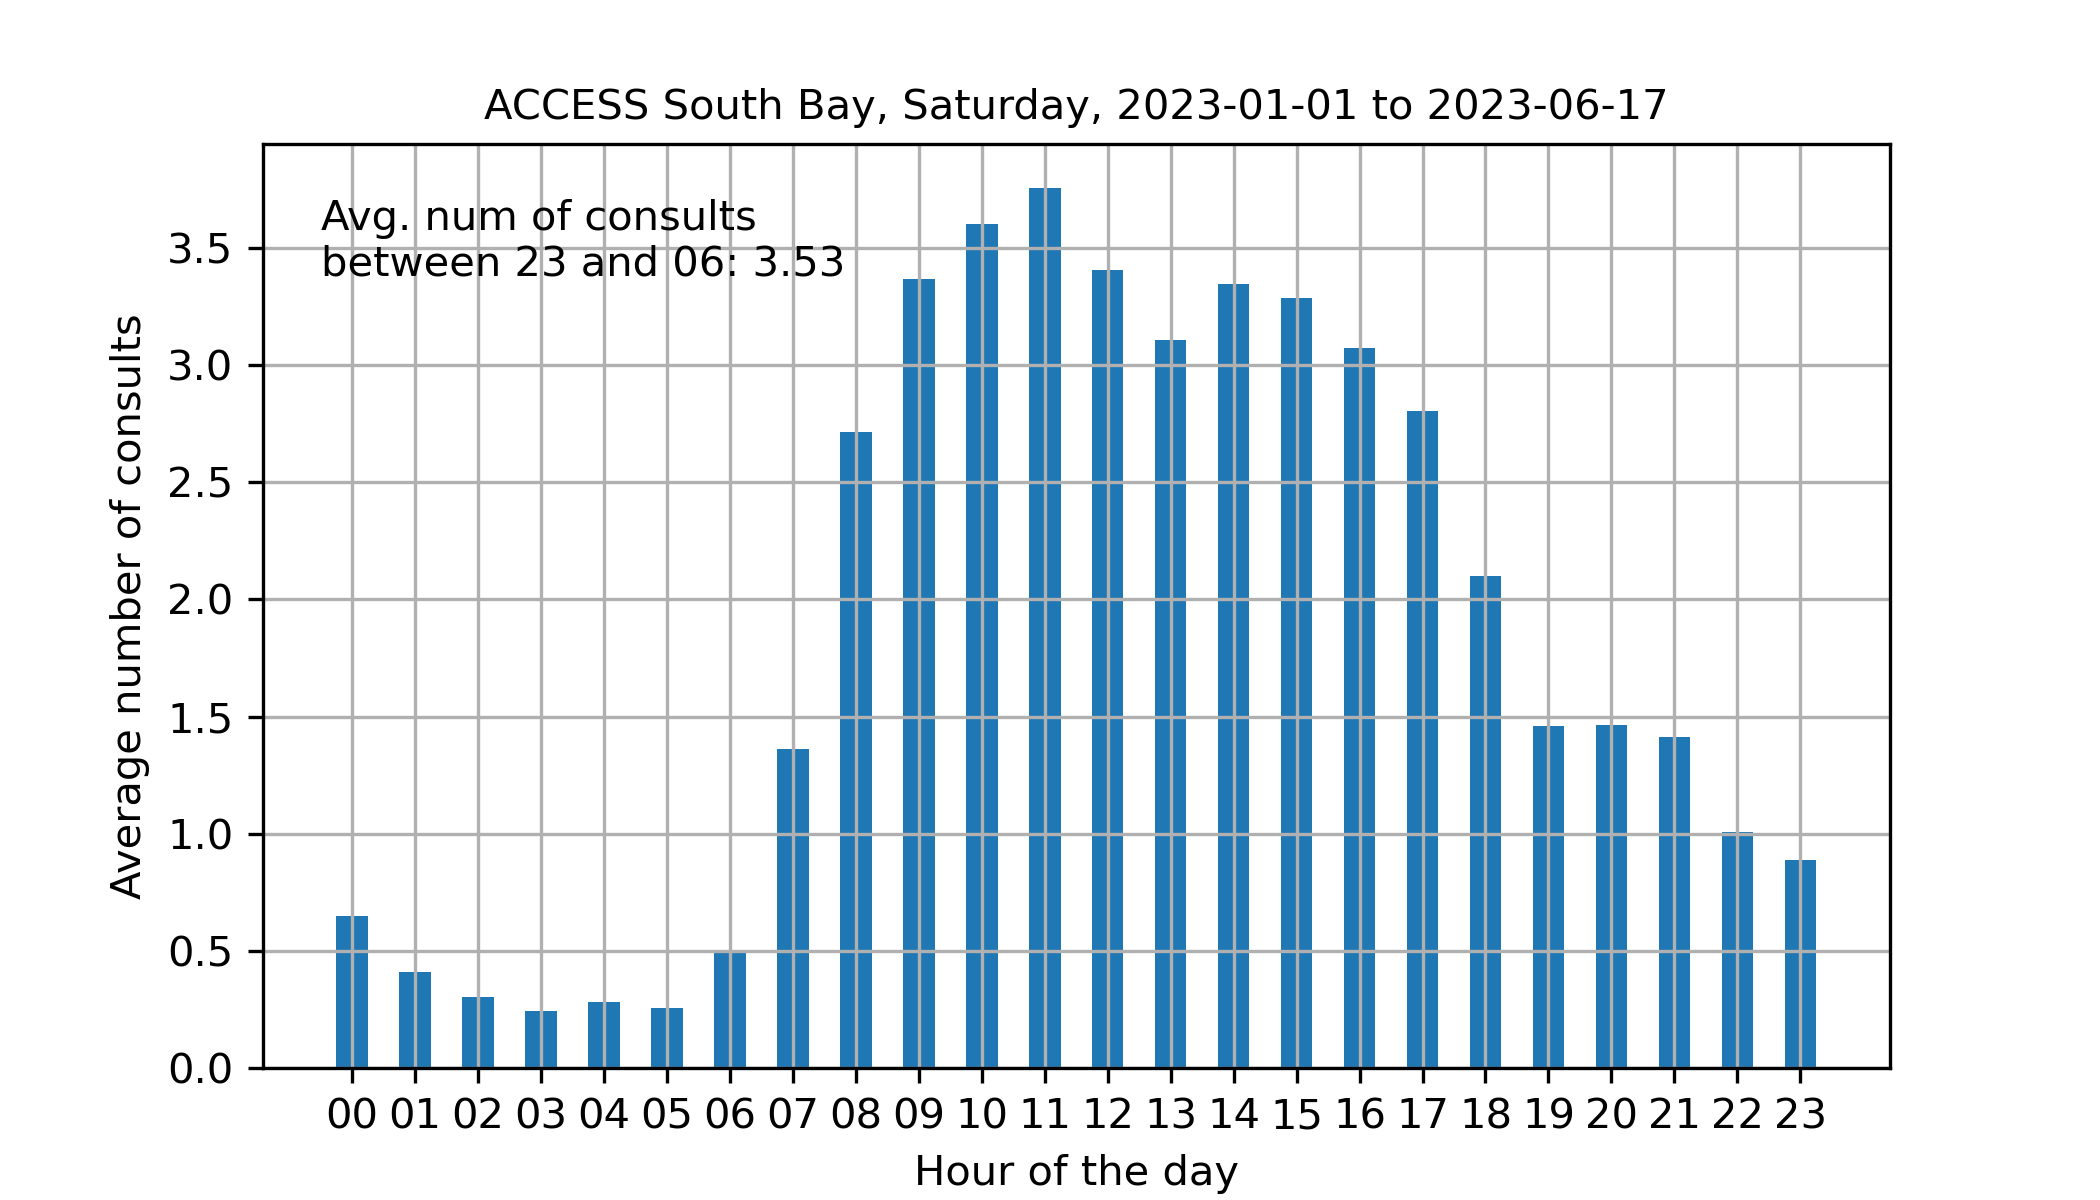 ACCESS South Bay, Saturday, 2023-01-01 to 2023-06-17
Avg. num of consults
between 23 and 06: 3.53
Average number of consults
3.5
3.0
2.5
2.0
1.5
1.0
0.5
0.0
00 01 02 03 04 05 06 07 08 09 10 11 12 13 14 15 16 17 18 19 20 21 22 23
Hour of the day